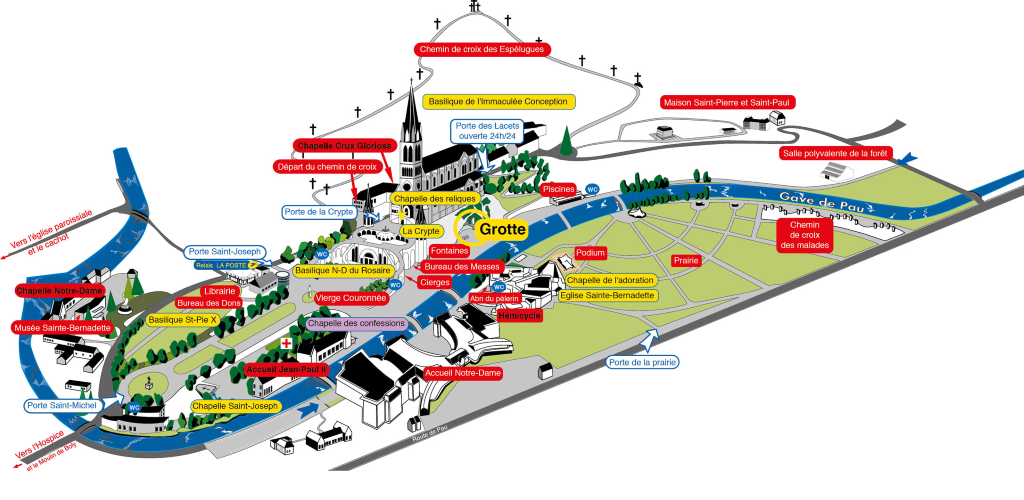 Chemin de croix des Espélugues
Basilique de l'Immaculée Conception
Maison Saint-Pierre et Saint-Paul
Porte des Lacets
ouverte 24h/24
Chapelle Crux Gloriosa
Salle polyvalente de la forêt
Départ du chemin de croix
Piscines
WC
Chapelle des reliques
Gave de Pau
Porte de la Crypte
Vers l'église paroissiale
et le cachot
La Crypte
Grotte
Chemin
de croix
des malades
Porte Saint-Joseph
Relais LA POSTE
WC
Fontaines
Podium
Prairie
Basilique N-D du Rosaire
Bureau des Messes
Chapelle Notre-Dame
Librairie
WC
Cierges
WC
Chapelle de l'adoration
Bureau des Dons
Vierge Couronnée
Abri du pèlerin
Eglise Sainte-Bernadette
Musée Sainte-Bernadette
Basilique St-Pie X
Chapelle des confessions
Hémicycle
Porte de la prairie
Accueil Jean-Paul II
Accueil Notre-Dame
Porte Saint-Michel
WC
Chapelle Saint-Joseph
Vers l'Hospice
et le Moulin de Boly
Route de Pau